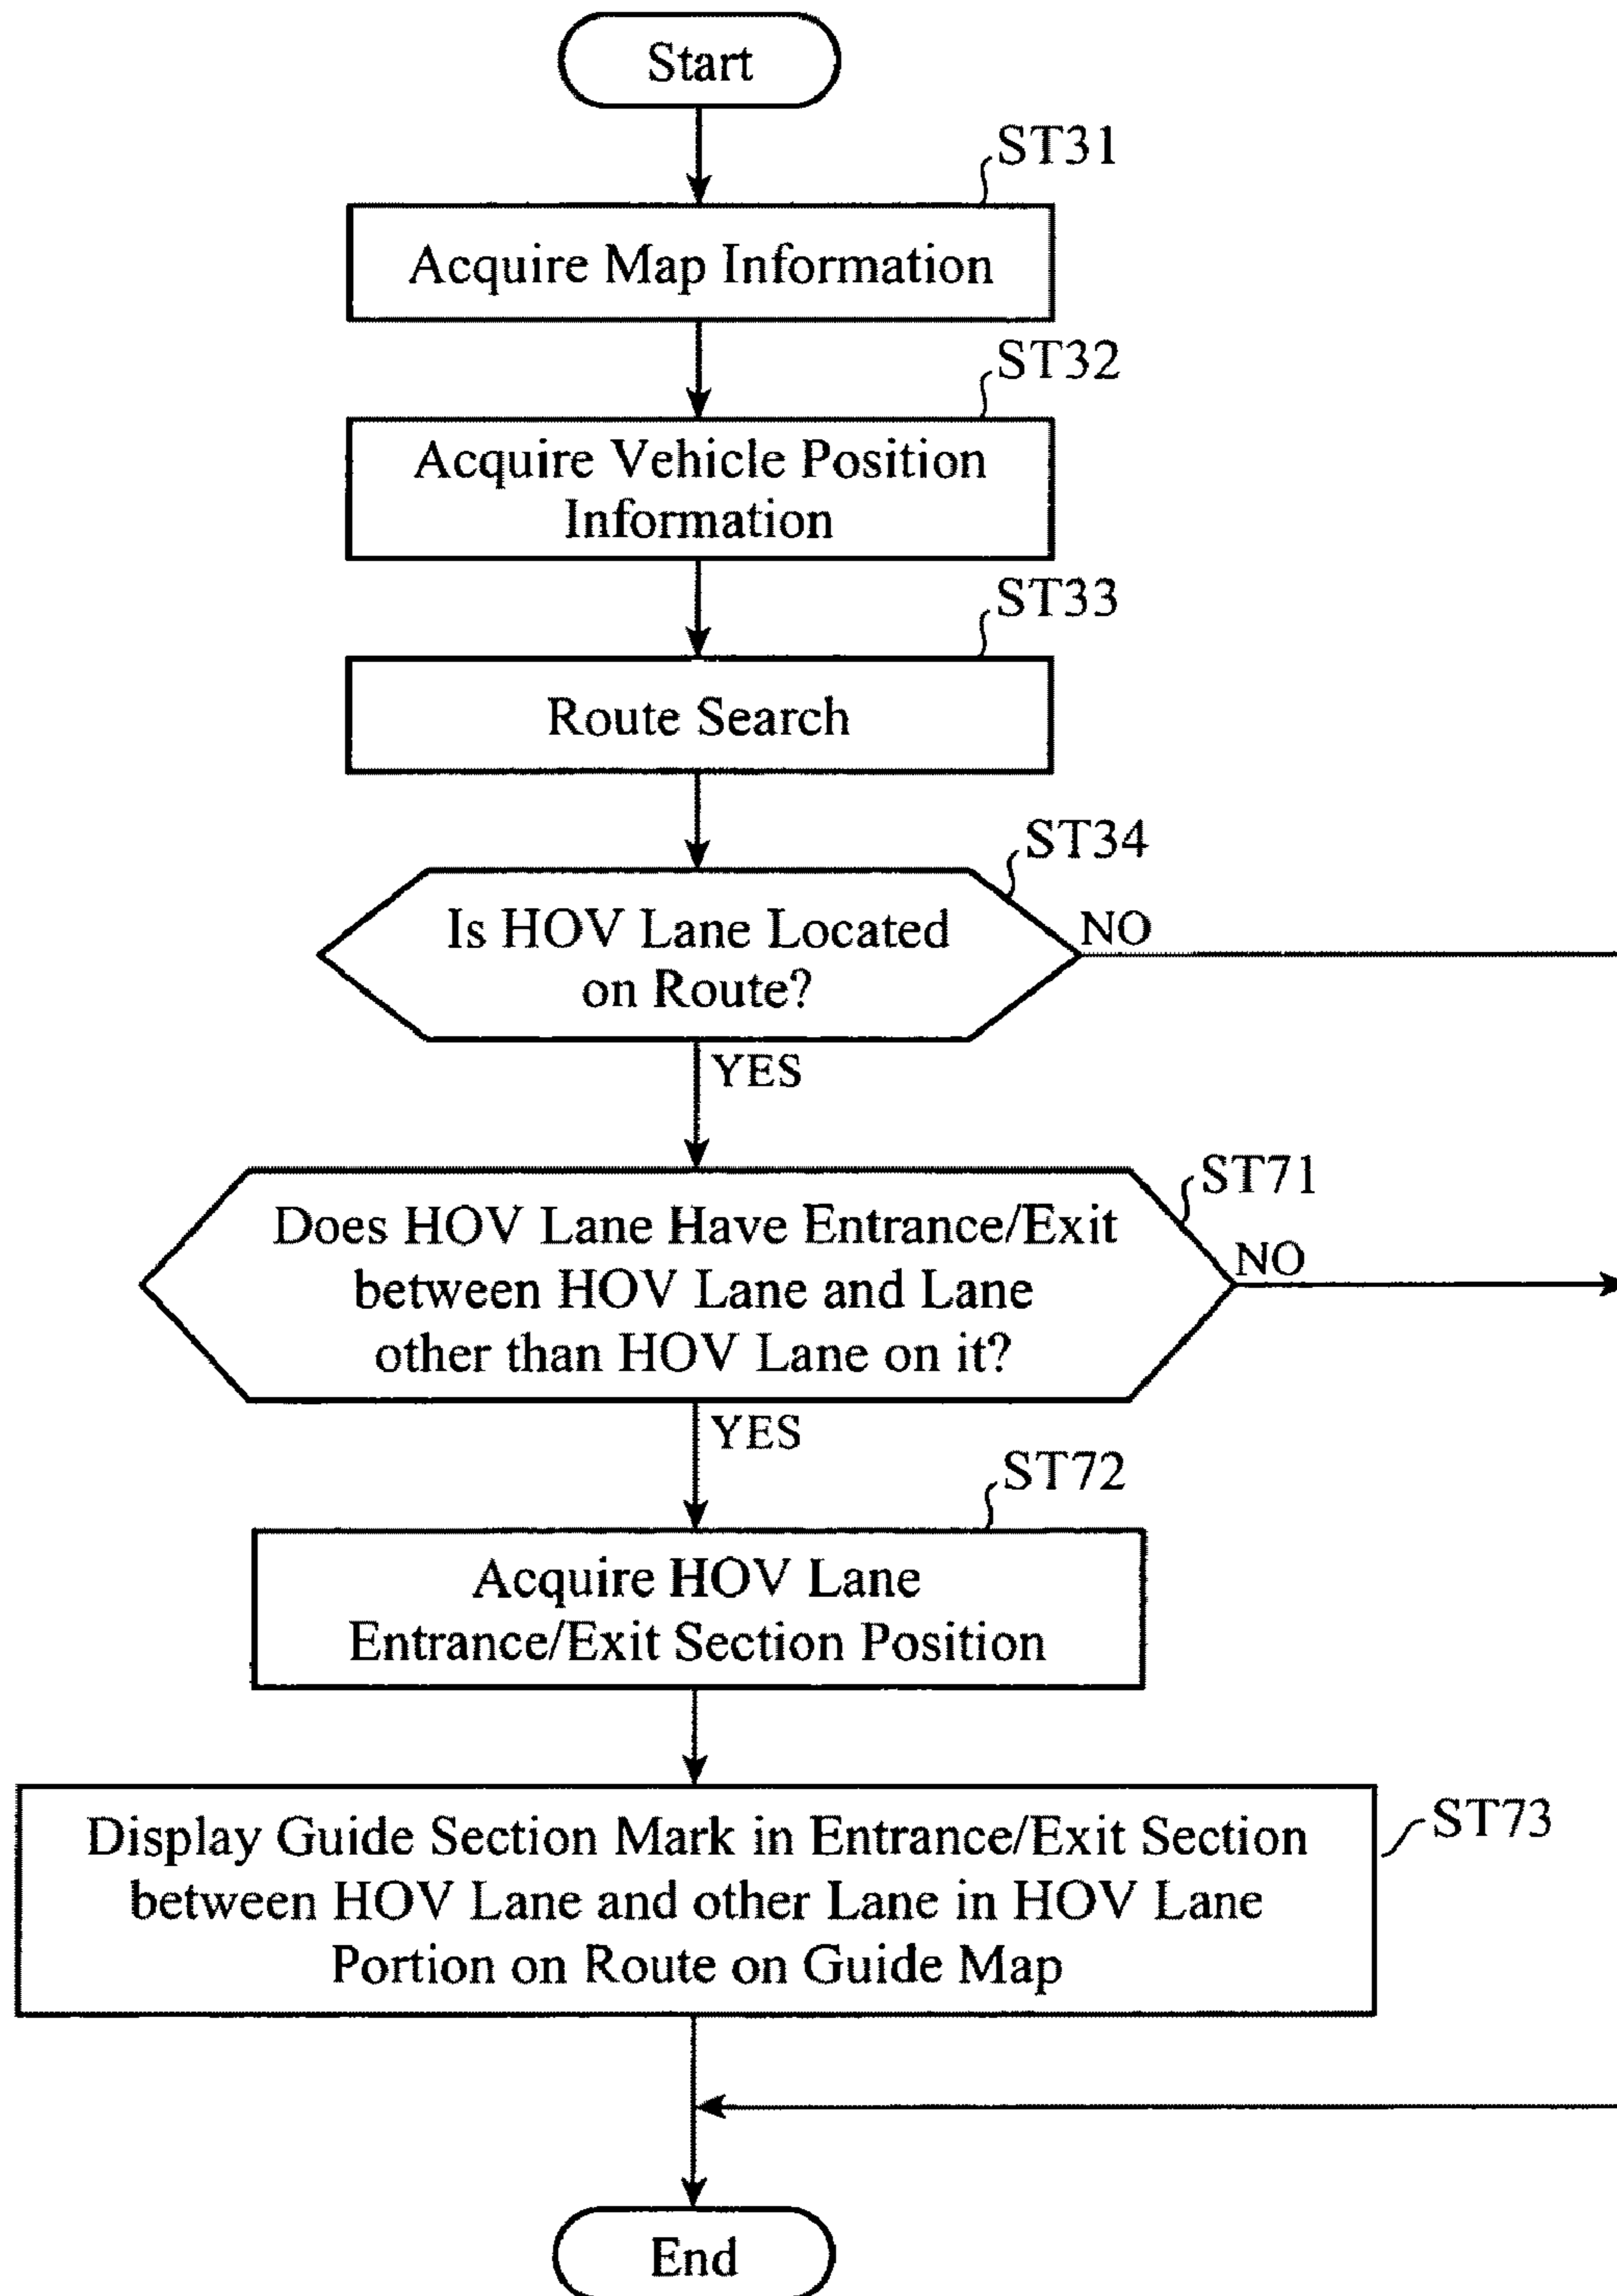 Start
ST31
Acquire Map Information
ST32
Acquire Vehicle Position
Information
ST33
Route Search
ST34
Is HOV Lane Located
on Route?
NO
YES
ST71
Does HOV Lane Have Entrance/Exit
between HOV Lane and Lane
other than HOV Lane on it?
NO
YES
ST72
Acquire HOV Lane
Entrance/Exit Section Position
ST73
Display Guide Section Mark in Entrance/Exit Section
between HOV Lane and other Lane in HOV Lane
Portion on Route on Guide Map
End